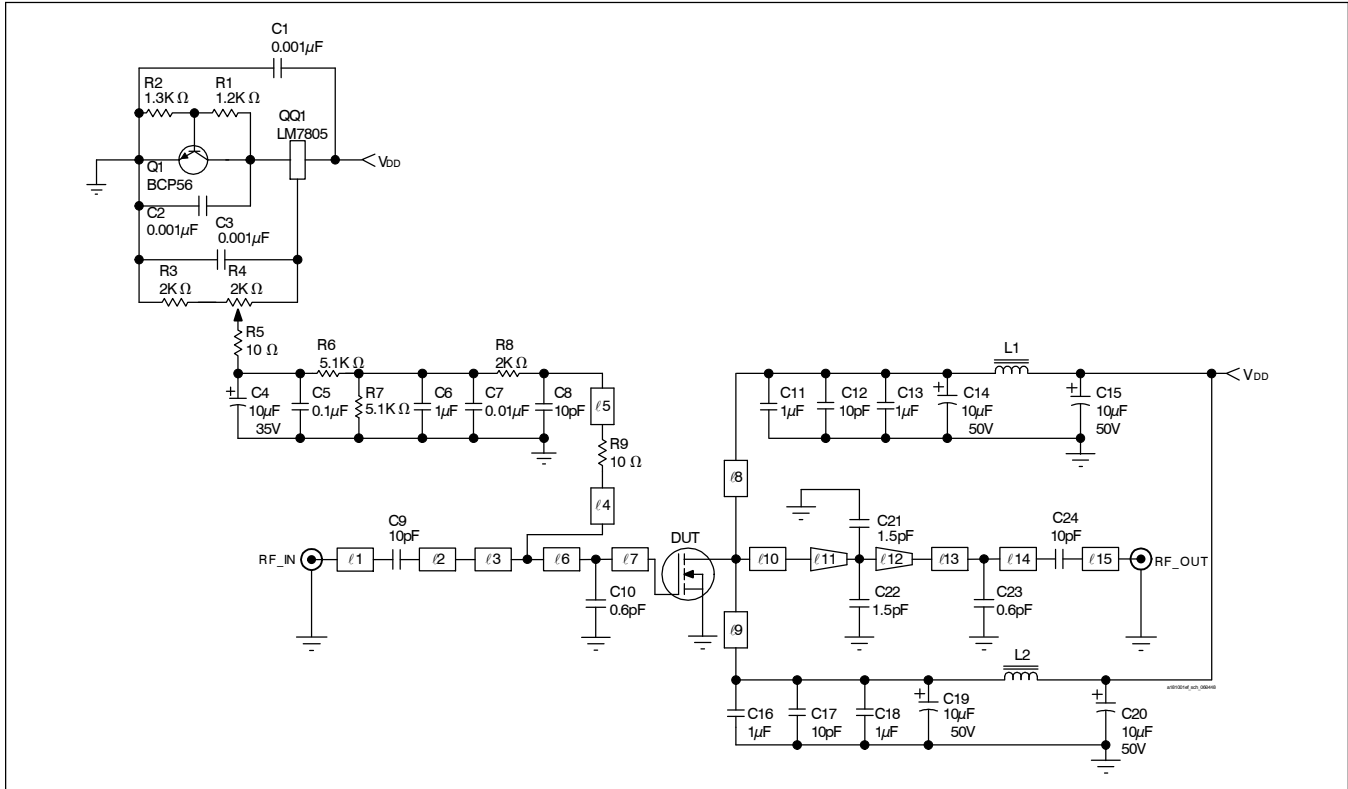 C1
0.001µF
R2
1.3K Ω
R1
1.2K Ω
QQ1
LM7805
VDD
Q1
BCP56
C2
0.001µF
C3
0.001µF
R3
2K Ω
R4
2K Ω
R5
10 Ω
R6
5.1K Ω
R8
2K Ω
C4
10µF
35V
C5
0.1µF
R7
5.1K Ω
C6
1µF
C7
0.01µF
C8
10pF
ℓ5
R9
10 Ω
ℓ4
L1
VDD
C11
1µF
C12
10pF
C13
1µF
C14
10µF
50V
C15
10µF
50V
ℓ8
RF_IN
ℓ1
C9
10pF
ℓ2
ℓ3
ℓ6
ℓ7
C10
0.6pF
DUT
C21
1.5pF
ℓ10
ℓ11
ℓ12
ℓ13
ℓ14
C24
10pF
ℓ15
RF_OUT
C22
1.5pF
C23
0.6pF
ℓ9
L2
C16
1µF
C17
10pF
C18
1µF
C19
10µF
50V
C20
10µF
50V